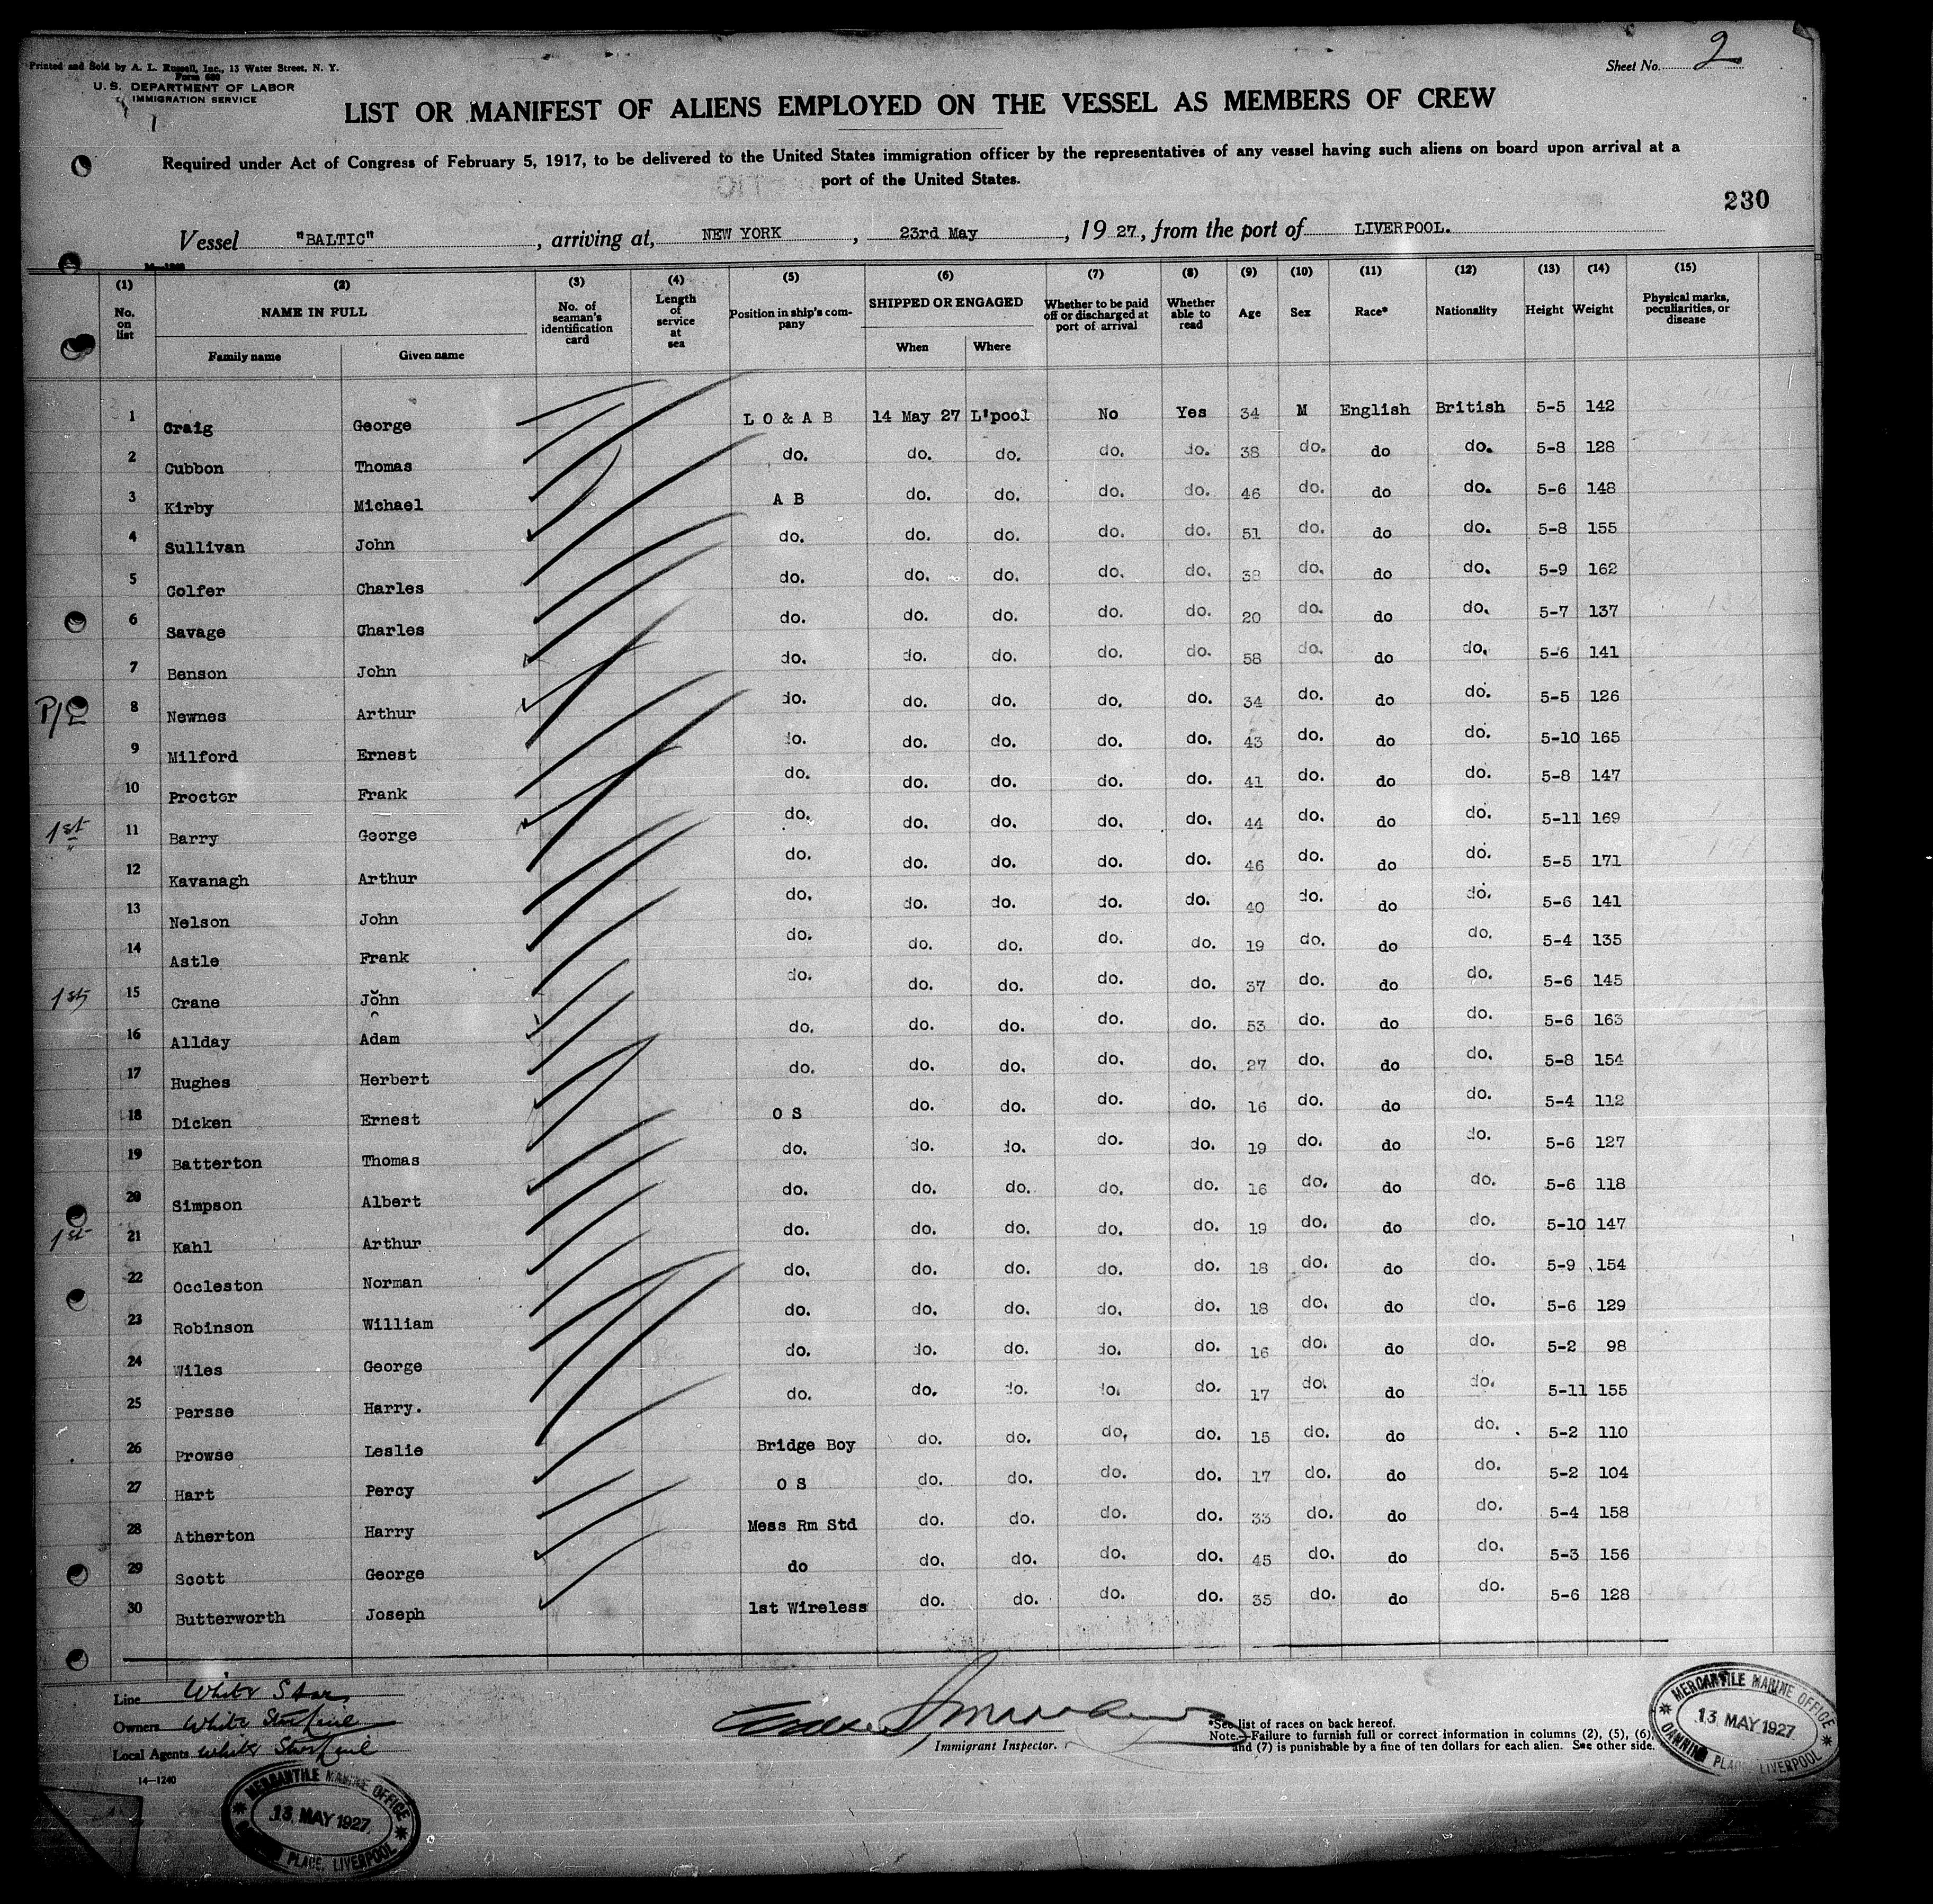 Printed and Sold by A. L. Russell, Inc., 13 Water Street, N. Y.
Form 680
U. S. DEPARTMENT OF LABOR
IMMIGRATION SERVICE
Sheet No. 2
LIST OR MANIFEST OF ALIENS EMPLOYED ON THE VESSEL AS MEMBERS OF CREW
Required under Act of Congress of February 5, 1917, to be delivered to the United States immigration officer by the representatives of any vessel having such aliens on board upon arrival at a
port of the United States.
230
Vessel "BALTIC", arriving at, NEW YORK, 23rd May, 19 27, from the port of LIVERPOOL.
14—1240
(1) (2) (3) (4) (5) (6) (7) (8) (9) (10) (11) (12) (13) (14) (15)
No. on list NAME IN FULL Family name Given name No. of seaman's identification card Length of service at sea Position in ship's company SHIPPED OR ENGAGED When Where Whether to be paid off or discharged at port of arrival Whether able to read Age Sex Race* Nationality Height Weight Physical marks, peculiarities, or disease
1 Craig George L O & A B 14 May 27 L'pool No Yes 34 M English British 5-5 142
2 Cubbon Thomas do. do. do. do. do. 38 do. do do. 5-8 128
3 Kirby Michael A B do. do. do. do. 46 do. do do. 5-6 148
4 Sullivan John do. do. do. do. do. 51 do. do do. 5-8 155
5 Colfer Charles do. do. do. do. do. 38 do. do do. 5-9 162
6 Savage Charles do. do. do. do. do. 20 do. do do. 5-7 137
7 Benson John do. do. do. do. do. 58 do. do do. 5-6 141
P/L 8 Newnes Arthur do. do. do. do. do. 34 do. do do. 5-5 126
9 Milford Ernest do. do. do. do. do. 43 do. do do. 5-10 165
10 Proctor Frank do. do. do. do. do. 41 do. do do. 5-8 147
1st 11 Barry George do. do. do. do. do. 44 do. do do. 5-11 169
12 Kavanagh Arthur do. do. do. do. do. 46 do. do do. 5-5 171
13 Nelson John do. do. do. do. do. 40 do. do do. 5-6 141
14 Astle Frank do. do. do. do. do. 19 do. do do. 5-4 135
1st 15 Crane John do. do. do. do. do. 37 do. do do. 5-6 145
16 Allday Adam do. do. do. do. do. 53 do. do do. 5-6 163
17 Hughes Herbert do. do. do. do. do. 27 do. do do. 5-8 154
18 Dicken Ernest O S do. do. do. do. 16 do. do do. 5-4 112
19 Batterton Thomas do. do. do. do. do. 19 do. do do. 5-6 127
20 Simpson Albert do. do. do. do. do. 16 do. do do. 5-6 118
1st 21 Kahl Arthur do. do. do. do. do. 19 do. do do. 5-10 147
22 Occleston Norman do. do. do. do. do. 18 do. do do. 5-9 154
23 Robinson William do. do. do. do. do. 18 do. do do. 5-6 129
24 Wiles George do. do. do. do. do. 16 do. do do. 5-2 98
25 Persse Harry. do. do. do. do. do. 17 do. do do. 5-11 155
26 Prowse Leslie Bridge Boy do. do. do. do. 15 do. do do. 5-2 110
27 Hart Percy O S do. do. do. do. 17 do. do do. 5-2 104
28 Atherton Harry Mess Rm Std do. do. do. do. 33 do. do do. 5-4 158
29 Scott George do do. do. do. do. 45 do. do do. 5-3 156
30 Butterworth Joseph 1st Wireless do. do. do. do. 35 do. do do. 5-6 128
Line White Star
Owners White Star Line
Local Agents White Star Line
14—1240
Immigrant Inspector.
*See list of races on back hereof.
Note.—Failure to furnish full or correct information in columns (2), (5), (6),
and (7) is punishable by a fine of ten dollars for each alien. See other side.
MERCANTILE MARINE OFFICE
13 MAY 1927
CANNING PLACE, LIVERPOOL
MERCANTILE MARINE OFFICE
13 MAY 1927
CANNING PLACE, LIVERPOOL